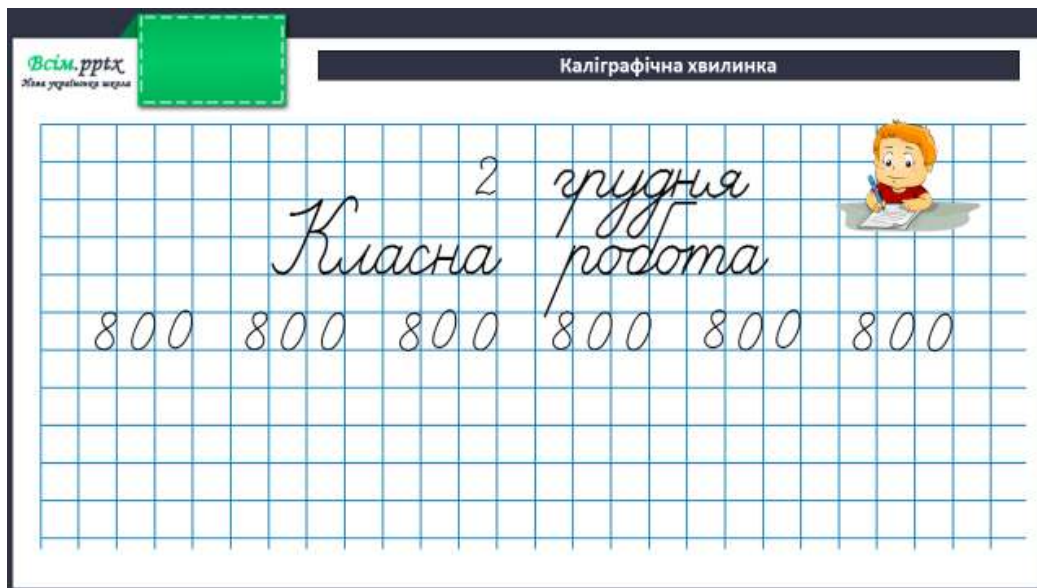 Всім.pptx
Нова українська школа
Каліграфічна хвилинка
2 грудня
Класна робота
800 800 800 800 800 800